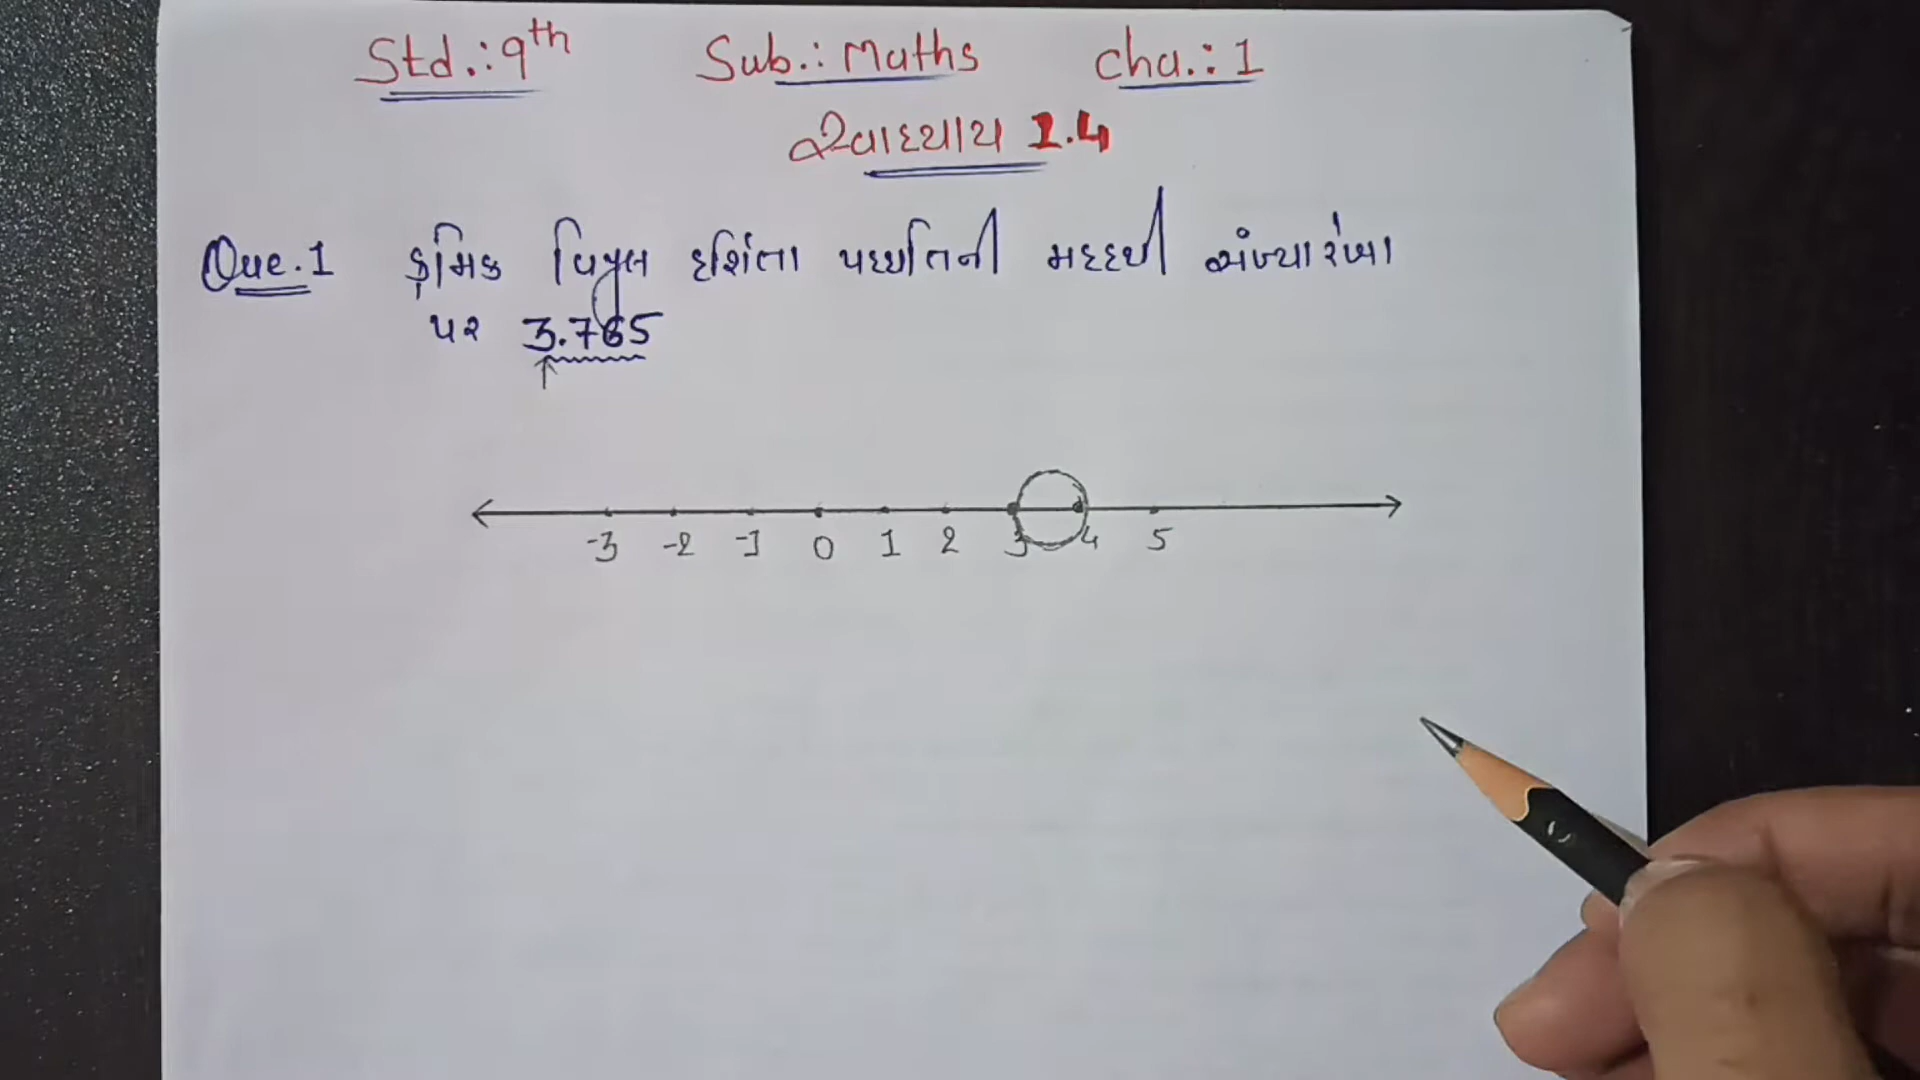 Std.:9th Sub.: Maths Cha.: 1
સ્વાધ્યાય 1.4
Que.1 ક્રમિક વિપુલ દર્શિતા પધ્ધતિની મદદથી સંખ્યારેખા
પર 3.765
-3 -2 -1 0 1 2 3 4 5